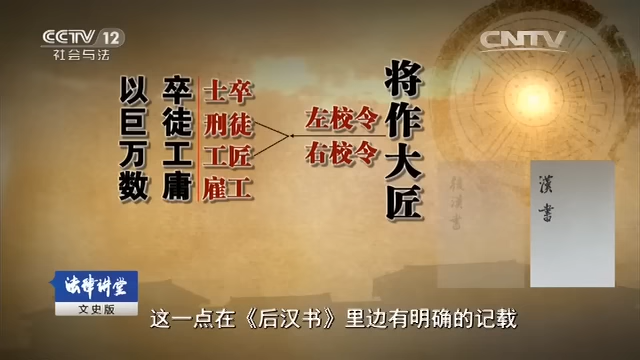 CCTV 12
社会与法
CNTV
将作大匠
左校令
右校令
士卒
刑徒
工匠
雇工
卒徒工庸
以巨万数
後漢書
漢書
法律讲堂
文史版
这一点在《后汉书》里边有明确的记载